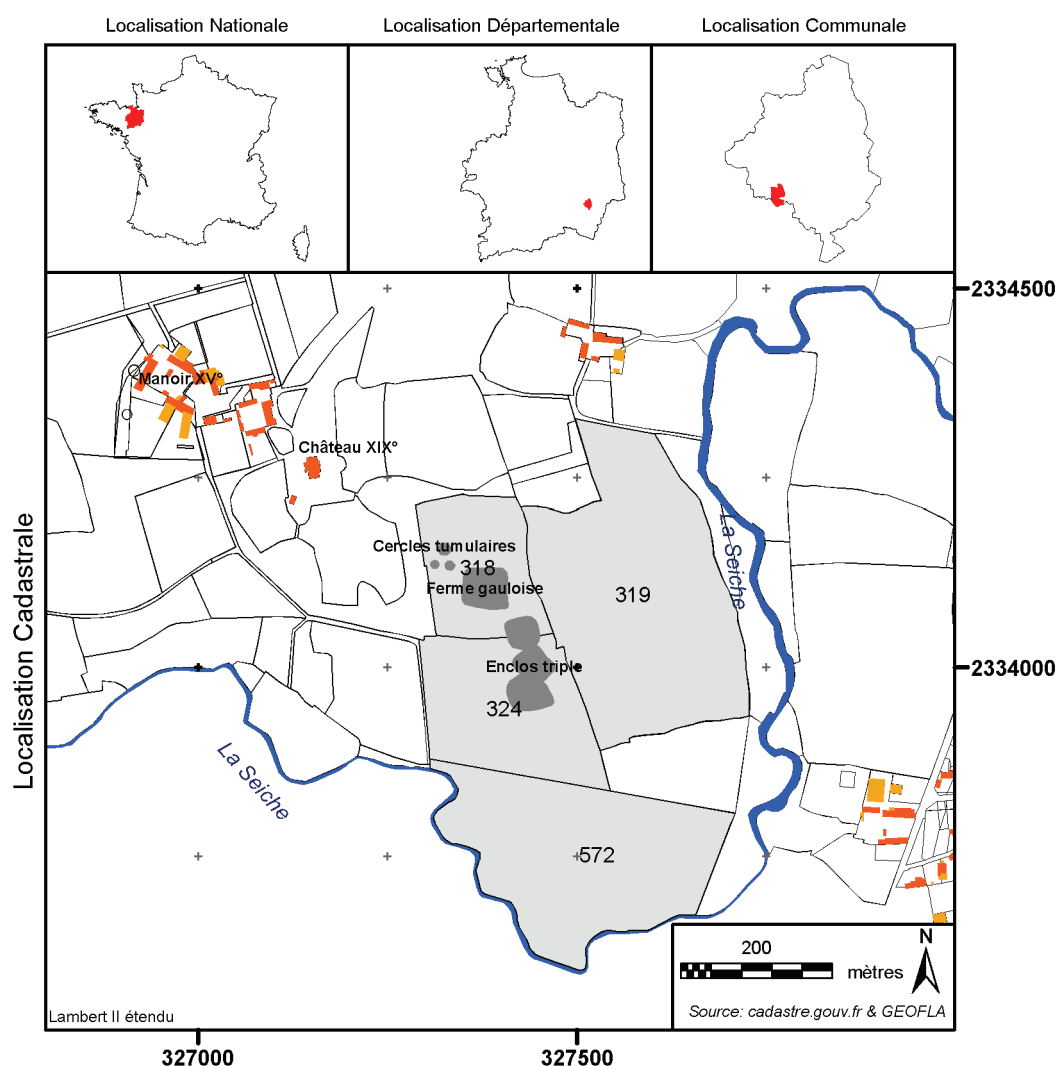 Localisation Nationale
Localisation Départementale
Localisation Communale
Localisation Cadastrale
2334500
Manoir XV°
Château XIX°
La Seiche
Cercles tumulaires
318
Ferme gauloise
319
Enclos triple
2334000
324
La Seiche
572
200
mètres
N
Source: cadastre.gouv.fr & GEOFLA
Lambert II étendu
327000
327500